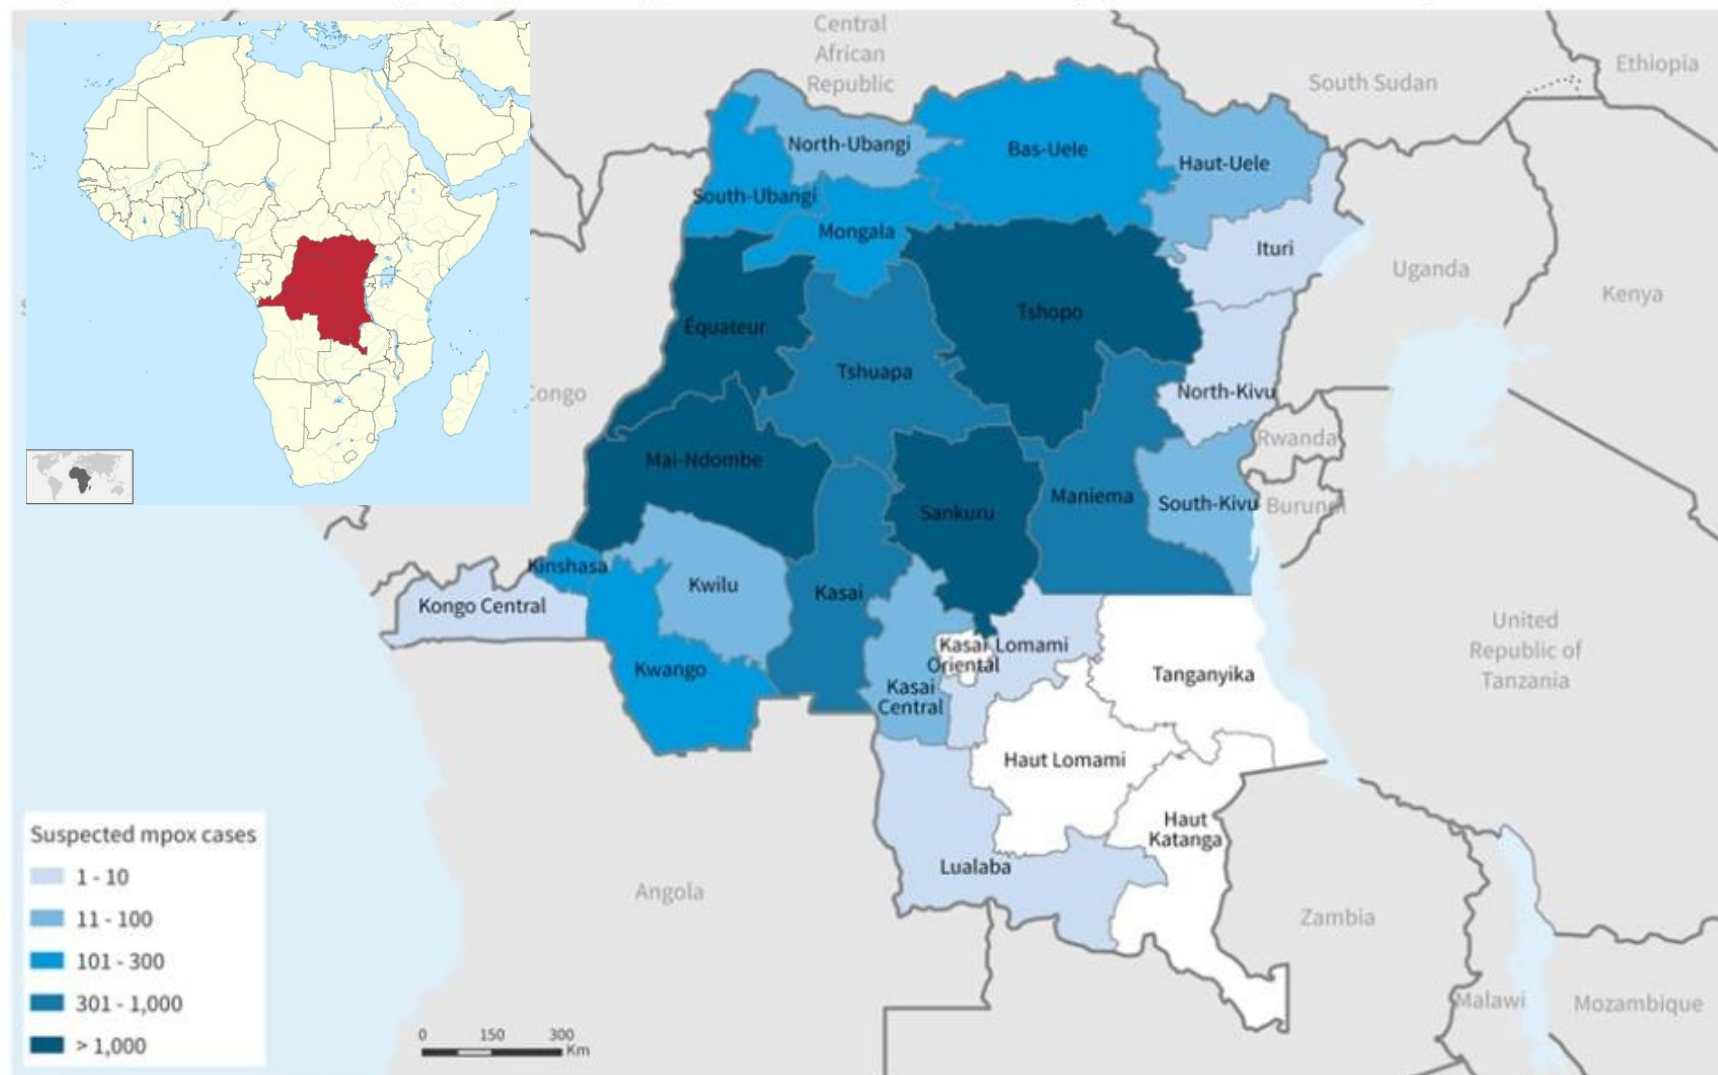 Central
African
Republic
South Sudan
Ethiopia
North-Ubangi
Bas-Uele
Haut-Uele
South-Ubangi
Mongala
Ituri
Uganda
Kenya
Équateur
Tshopo
Tshuapa
North-Kivu
Congo
Rwanda
Mai-Ndombe
Maniema
South-Kivu
Burundi
Sankuru
Kinshasa
Kwilu
Kasai
Kongo Central
United
Republic of
Tanzania
Kasai
Oriental
Lomami
Kwango
Tanganyika
Kasai
Central
Haut Lomami
Haut
Katanga
Lualaba
Angola
Zambia
Malawi
Mozambique
Suspected mpox cases
1 - 10
11 - 100
101 - 300
301 - 1,000
> 1,000
0 150 300
Km